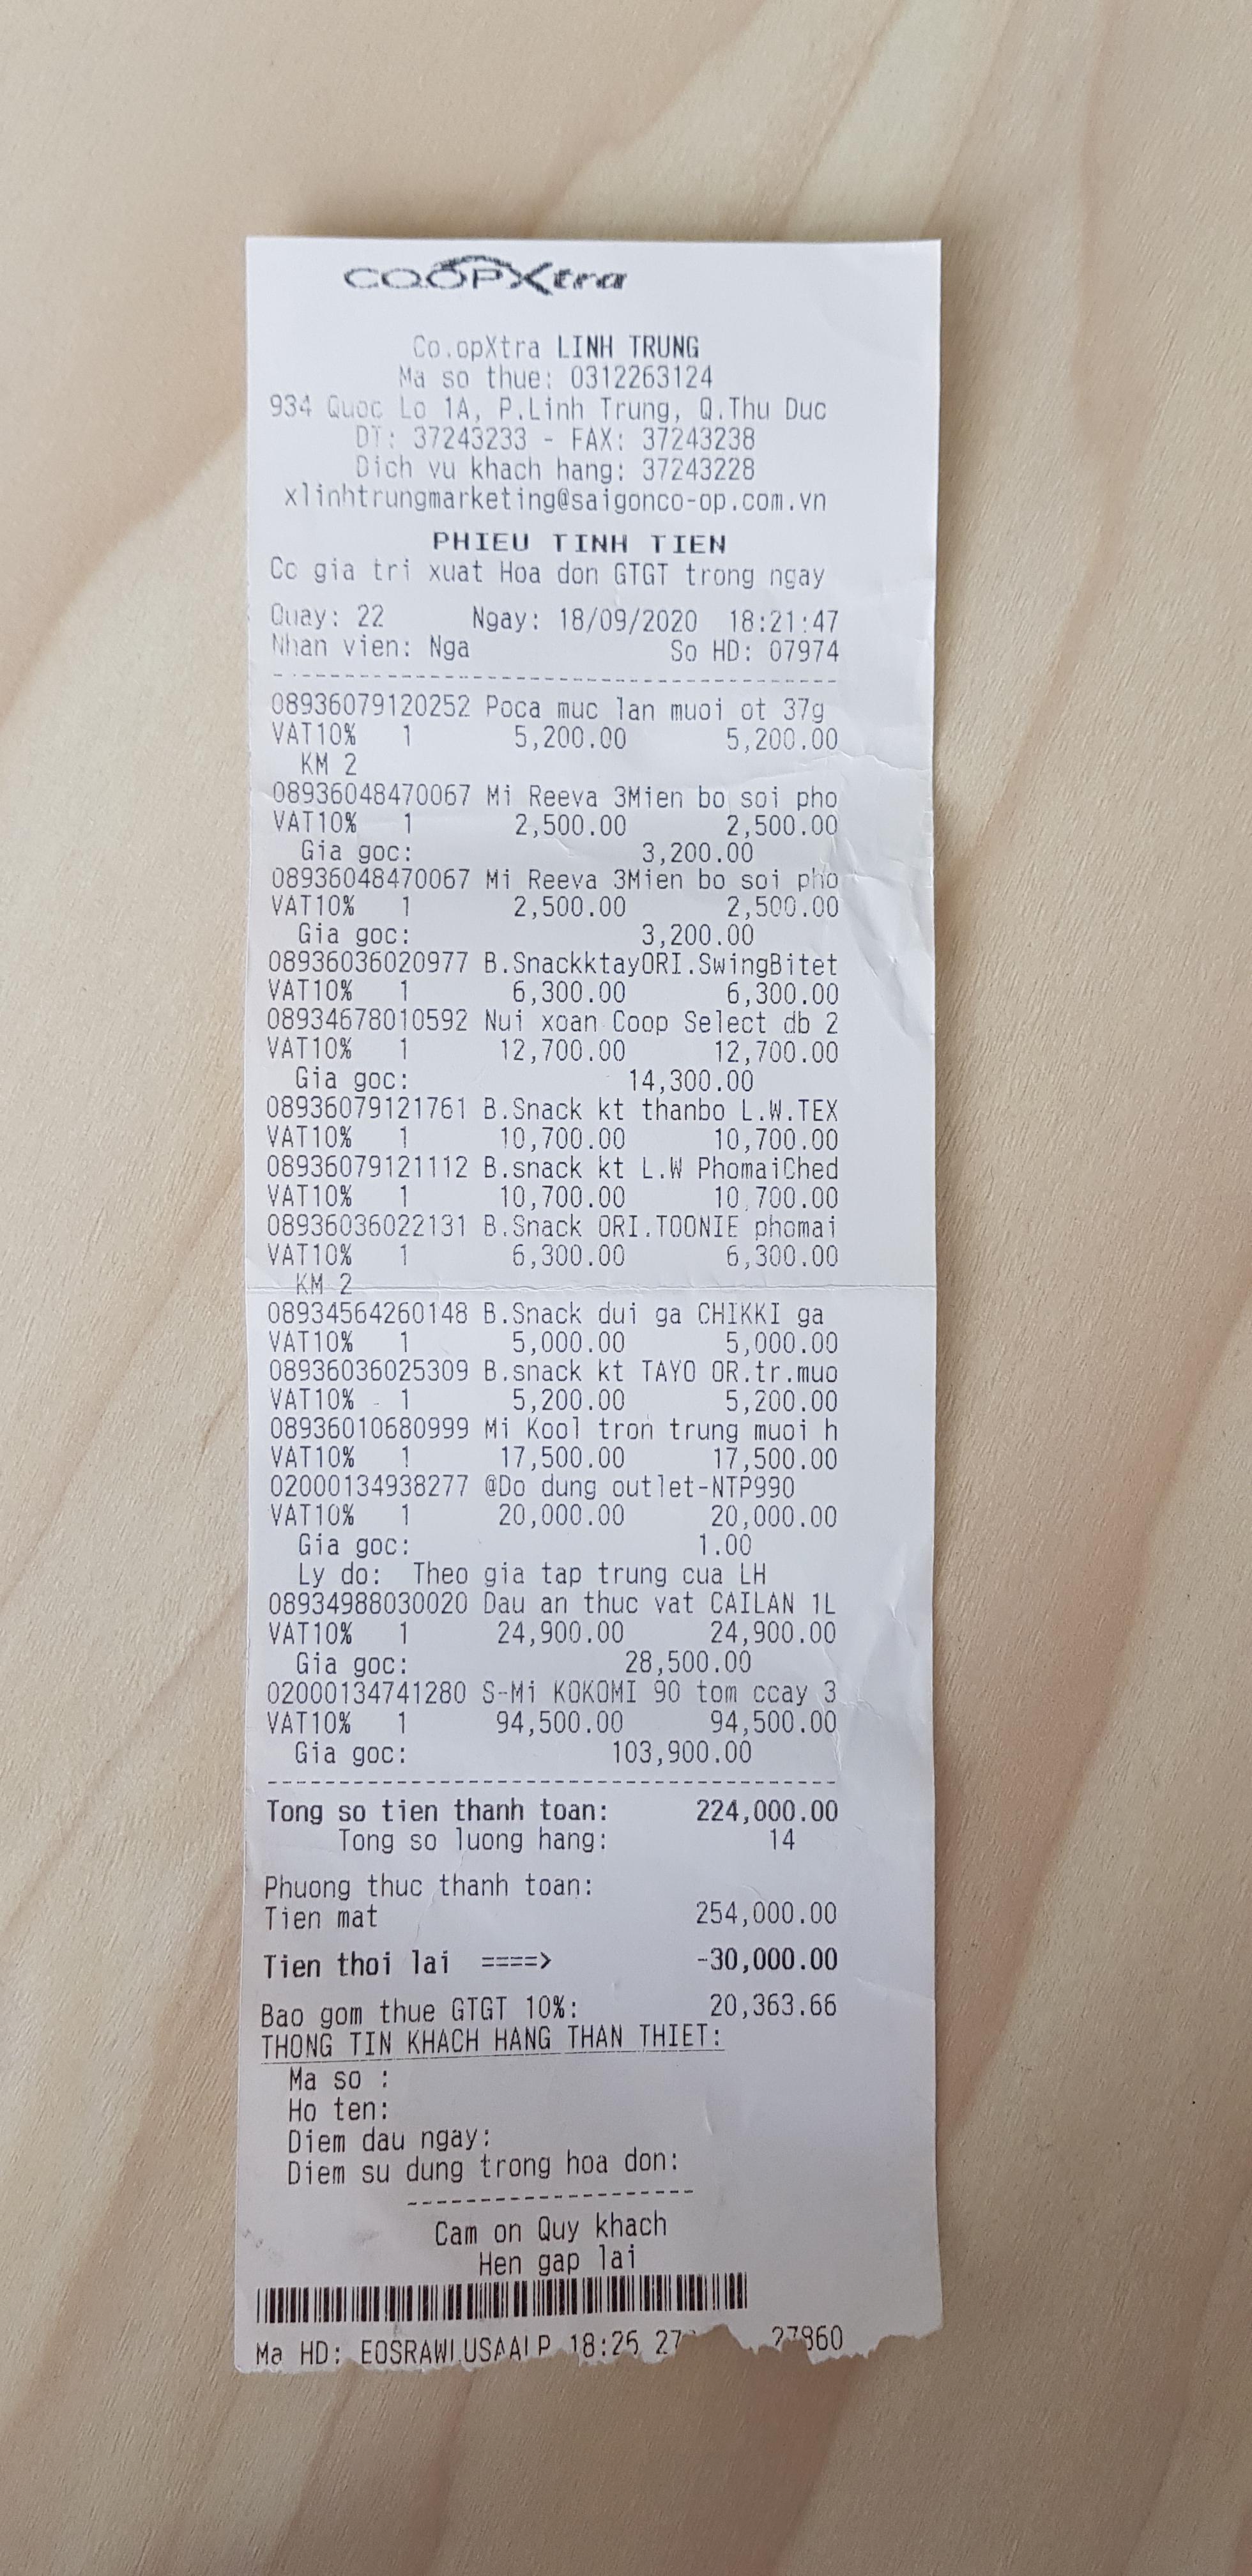 COOPXtra
Co.opXtra LINH TRUNG
Ma so thue: 0312263124
934 Quoc Lo 1A, P.Linh Trung, Q.Thu Duc
DT: 37243233 - FAX: 37243238
Dich vu khach hang: 37243228
xlinhtrungmarketing@saigonco-op.com.vn
PHIEU TINH TIEN
Co gia tri xuat Hoa don GTGT trong ngay
Quay: 22 Ngay: 18/09/2020 18:21:47
Nhan vien: Nga So HD: 07974
08936079120252 Poca muc lan muoi ot 37g
VAT10% 1 5,200.00 5,200.00
KM 2
08936048470067 Mi Reeva 3Mien bo soi pho
VAT10% 1 2,500.00 2,500.00
Gia goc: 3,200.00
08936048470067 Mi Reeva 3Mien bo soi pho
VAT10% 1 2,500.00 2,500.00
Gia goc: 3,200.00
08936036020977 B.SnackktayORI.SwingBitet
VAT10% 1 6,300.00 6,300.00
08934678010592 Nui xoan Coop Select db 2
VAT10% 1 12,700.00 12,700.00
Gia goc: 14,300.00
08936079121761 B.Snack kt thanbo L.W.TEX
VAT10% 1 10,700.00 10,700.00
08936079121112 B.snack kt L.W PhomaiChed
VAT10% 1 10,700.00 10,700.00
08936036022131 B.Snack ORI.TOONIE phomai
VAT10% 1 6,300.00 6,300.00
KM 2
08934564260148 B.Snack dui ga CHIKKI ga
VAT10% 1 5,000.00 5,000.00
08936036025309 B.snack kt TAYO OR.tr.muo
VAT10% 1 5,200.00 5,200.00
08936010680999 Mi Kool tron trung muoi h
VAT10% 1 17,500.00 17,500.00
02000134938277 @Do dung outlet-NTP990
VAT10% 1 20,000.00 20,000.00
Gia goc: 1.00
Ly do: Theo gia tap trung cua LH
08934988030020 Dau an thuc vat CAILAN 1L
VAT10% 1 24,900.00 24,900.00
Gia goc: 28,500.00
02000134741280 S-Mi KOKOMI 90 tom ccay 3
VAT10% 1 94,500.00 94,500.00
Gia goc: 103,900.00
Tong so tien thanh toan: 224,000.00
Tong so luong hang: 14
Phuong thuc thanh toan:
Tien mat 254,000.00
Tien thoi lai ====> -30,000.00
Bao gom thue GTGT 10%: 20,363.66
THONG TIN KHACH HANG THAN THIET:
Ma so :
Ho ten:
Diem dau ngay:
Diem su dung trong hoa don:
Cam on Quy khach
Hen gap lai
Ma HD: 18:25